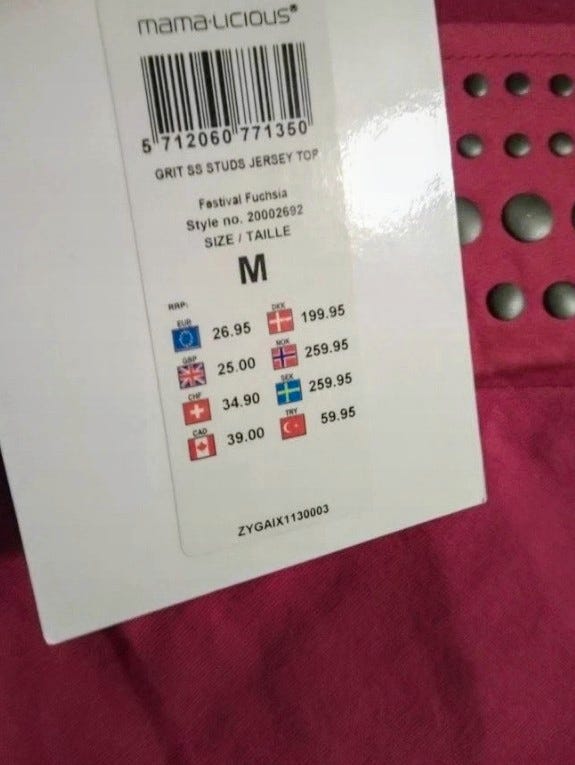 mama·licious®
5 712060 771350
GRIT SS STUDS JERSEY TOP
Festival Fuchsia
Style no. 20002692
SIZE / TAILLE
M
RRP:
EUR 26.95 DKK 199.95
GBP 25.00 NOK 259.95
CHF 34.90 SEK 259.95
CAD 39.00 TRY 59.95
ZYGAIX1130003